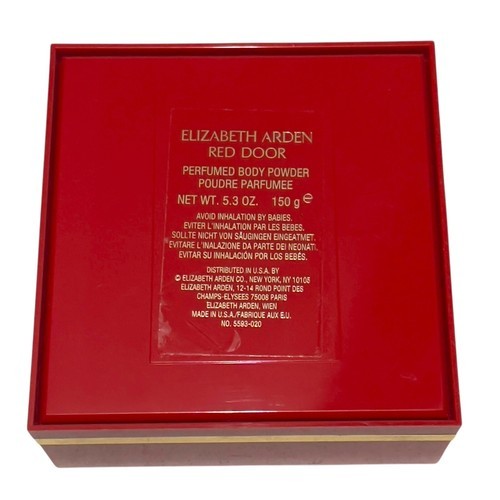 ELIZABETH ARDEN
RED DOOR
PERFUMED BODY POWDER
POUDRE PARFUMEE
NET WT. 5.3 OZ. 150 g ℮
AVOID INHALATION BY BABIES.
EVITER L'INHALATION PAR LES BEBES.
SOLLTE NICHT VON SÄUGINGEN EINGEATMET.
EVITARE L'INALAZIONE DA PARTE DEI NEONATI.
EVITAR SU INHALACIÓN POR LOS BEBÉS.
DISTRIBUTED IN U.S.A. BY
© ELIZABETH ARDEN CO., NEW YORK, NY 10105
ELIZABETH ARDEN, 12-14 ROND POINT DES
CHAMPS-ELYSEES 75008 PARIS
ELIZABETH ARDEN, WIEN
MADE IN U.S.A./FABRIQUE AUX E.U.
NO. 5593-020